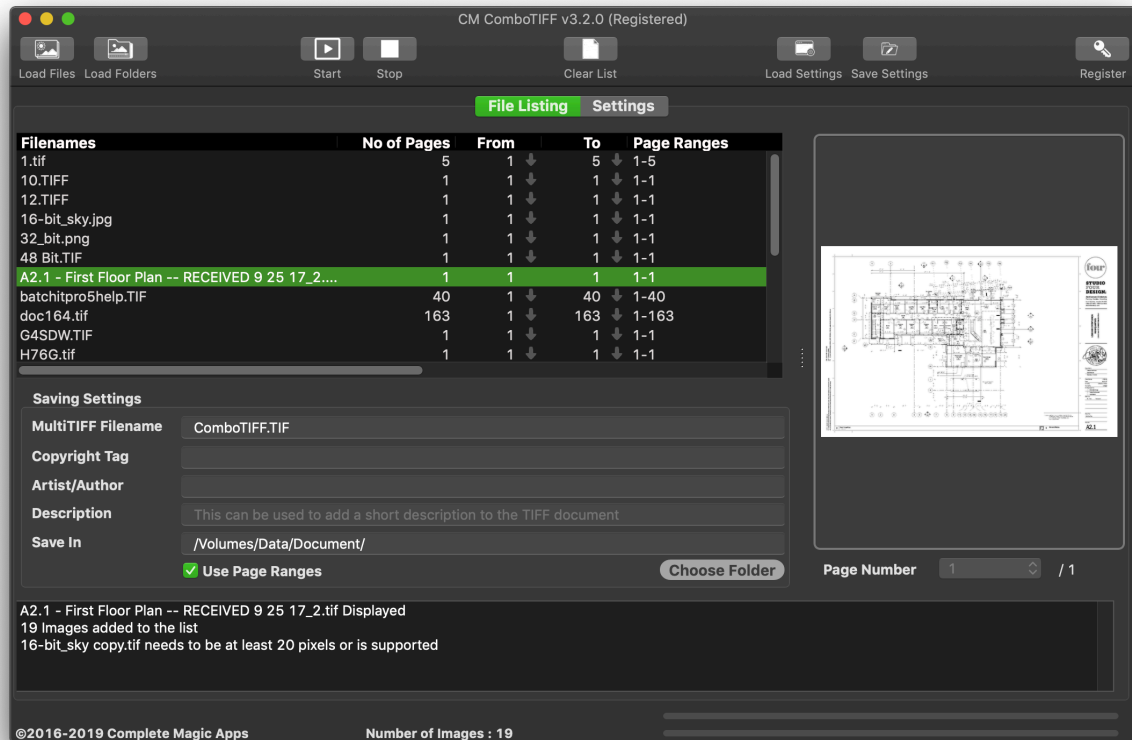 CM ComboTIFF v3.2.0 (Registered)
Load Files Load Folders Start Stop Clear List Load Settings Save Settings Register
File Listing Settings
Filenames No of Pages From To Page Ranges
1.tif 5 1 5 1-5
10.TIFF 1 1 1 1-1
12.TIFF 1 1 1 1-1
16-bit_sky.jpg 1 1 1 1-1
32_bit.png 1 1 1 1-1
48 Bit.TIF 1 1 1 1-1
A2.1 - First Floor Plan -- RECEIVED 9 25 17_2.... 1 1 1 1-1
batchitpro5help.TIF 40 1 40 1-40
doc164.tif 163 1 163 1-163
G4SDW.TIF 1 1 1 1-1
H76G.tif 1 1 1 1-1
four
STUDIO
FOUR
DESIGN
A2.1
Saving Settings
MultiTIFF Filename ComboTIFF.TIF
Copyright Tag
Artist/Author
Description This can be used to add a short description to the TIFF document
Save In /Volumes/Data/Document/
Use Page Ranges Choose Folder
Page Number 1 / 1
A2.1 - First Floor Plan -- RECEIVED 9 25 17_2.tif Displayed
19 Images added to the list
16-bit_sky copy.tif needs to be at least 20 pixels or is supported
©2016-2019 Complete Magic Apps Number of Images : 19